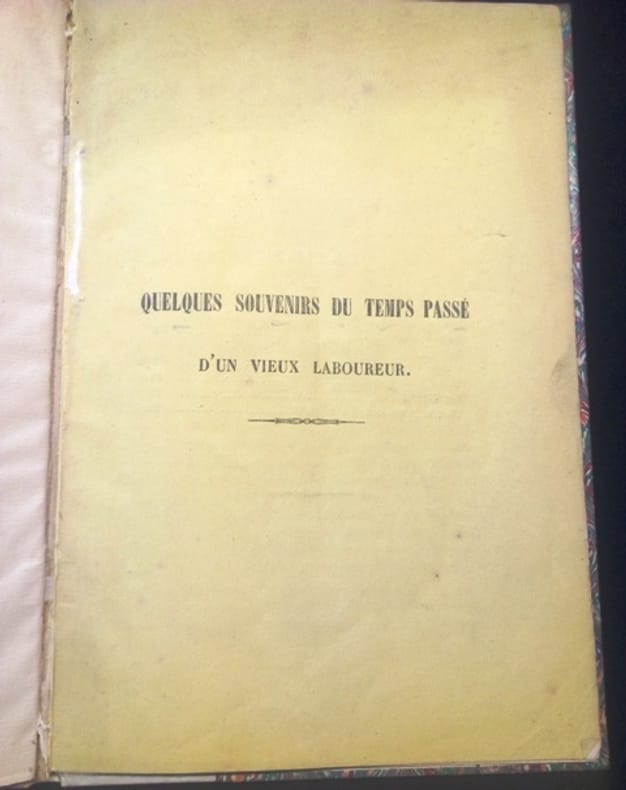 QUELQUES SOUVENIRS DU TEMPS PASSÉ
D'UN VIEUX LABOUREUR.